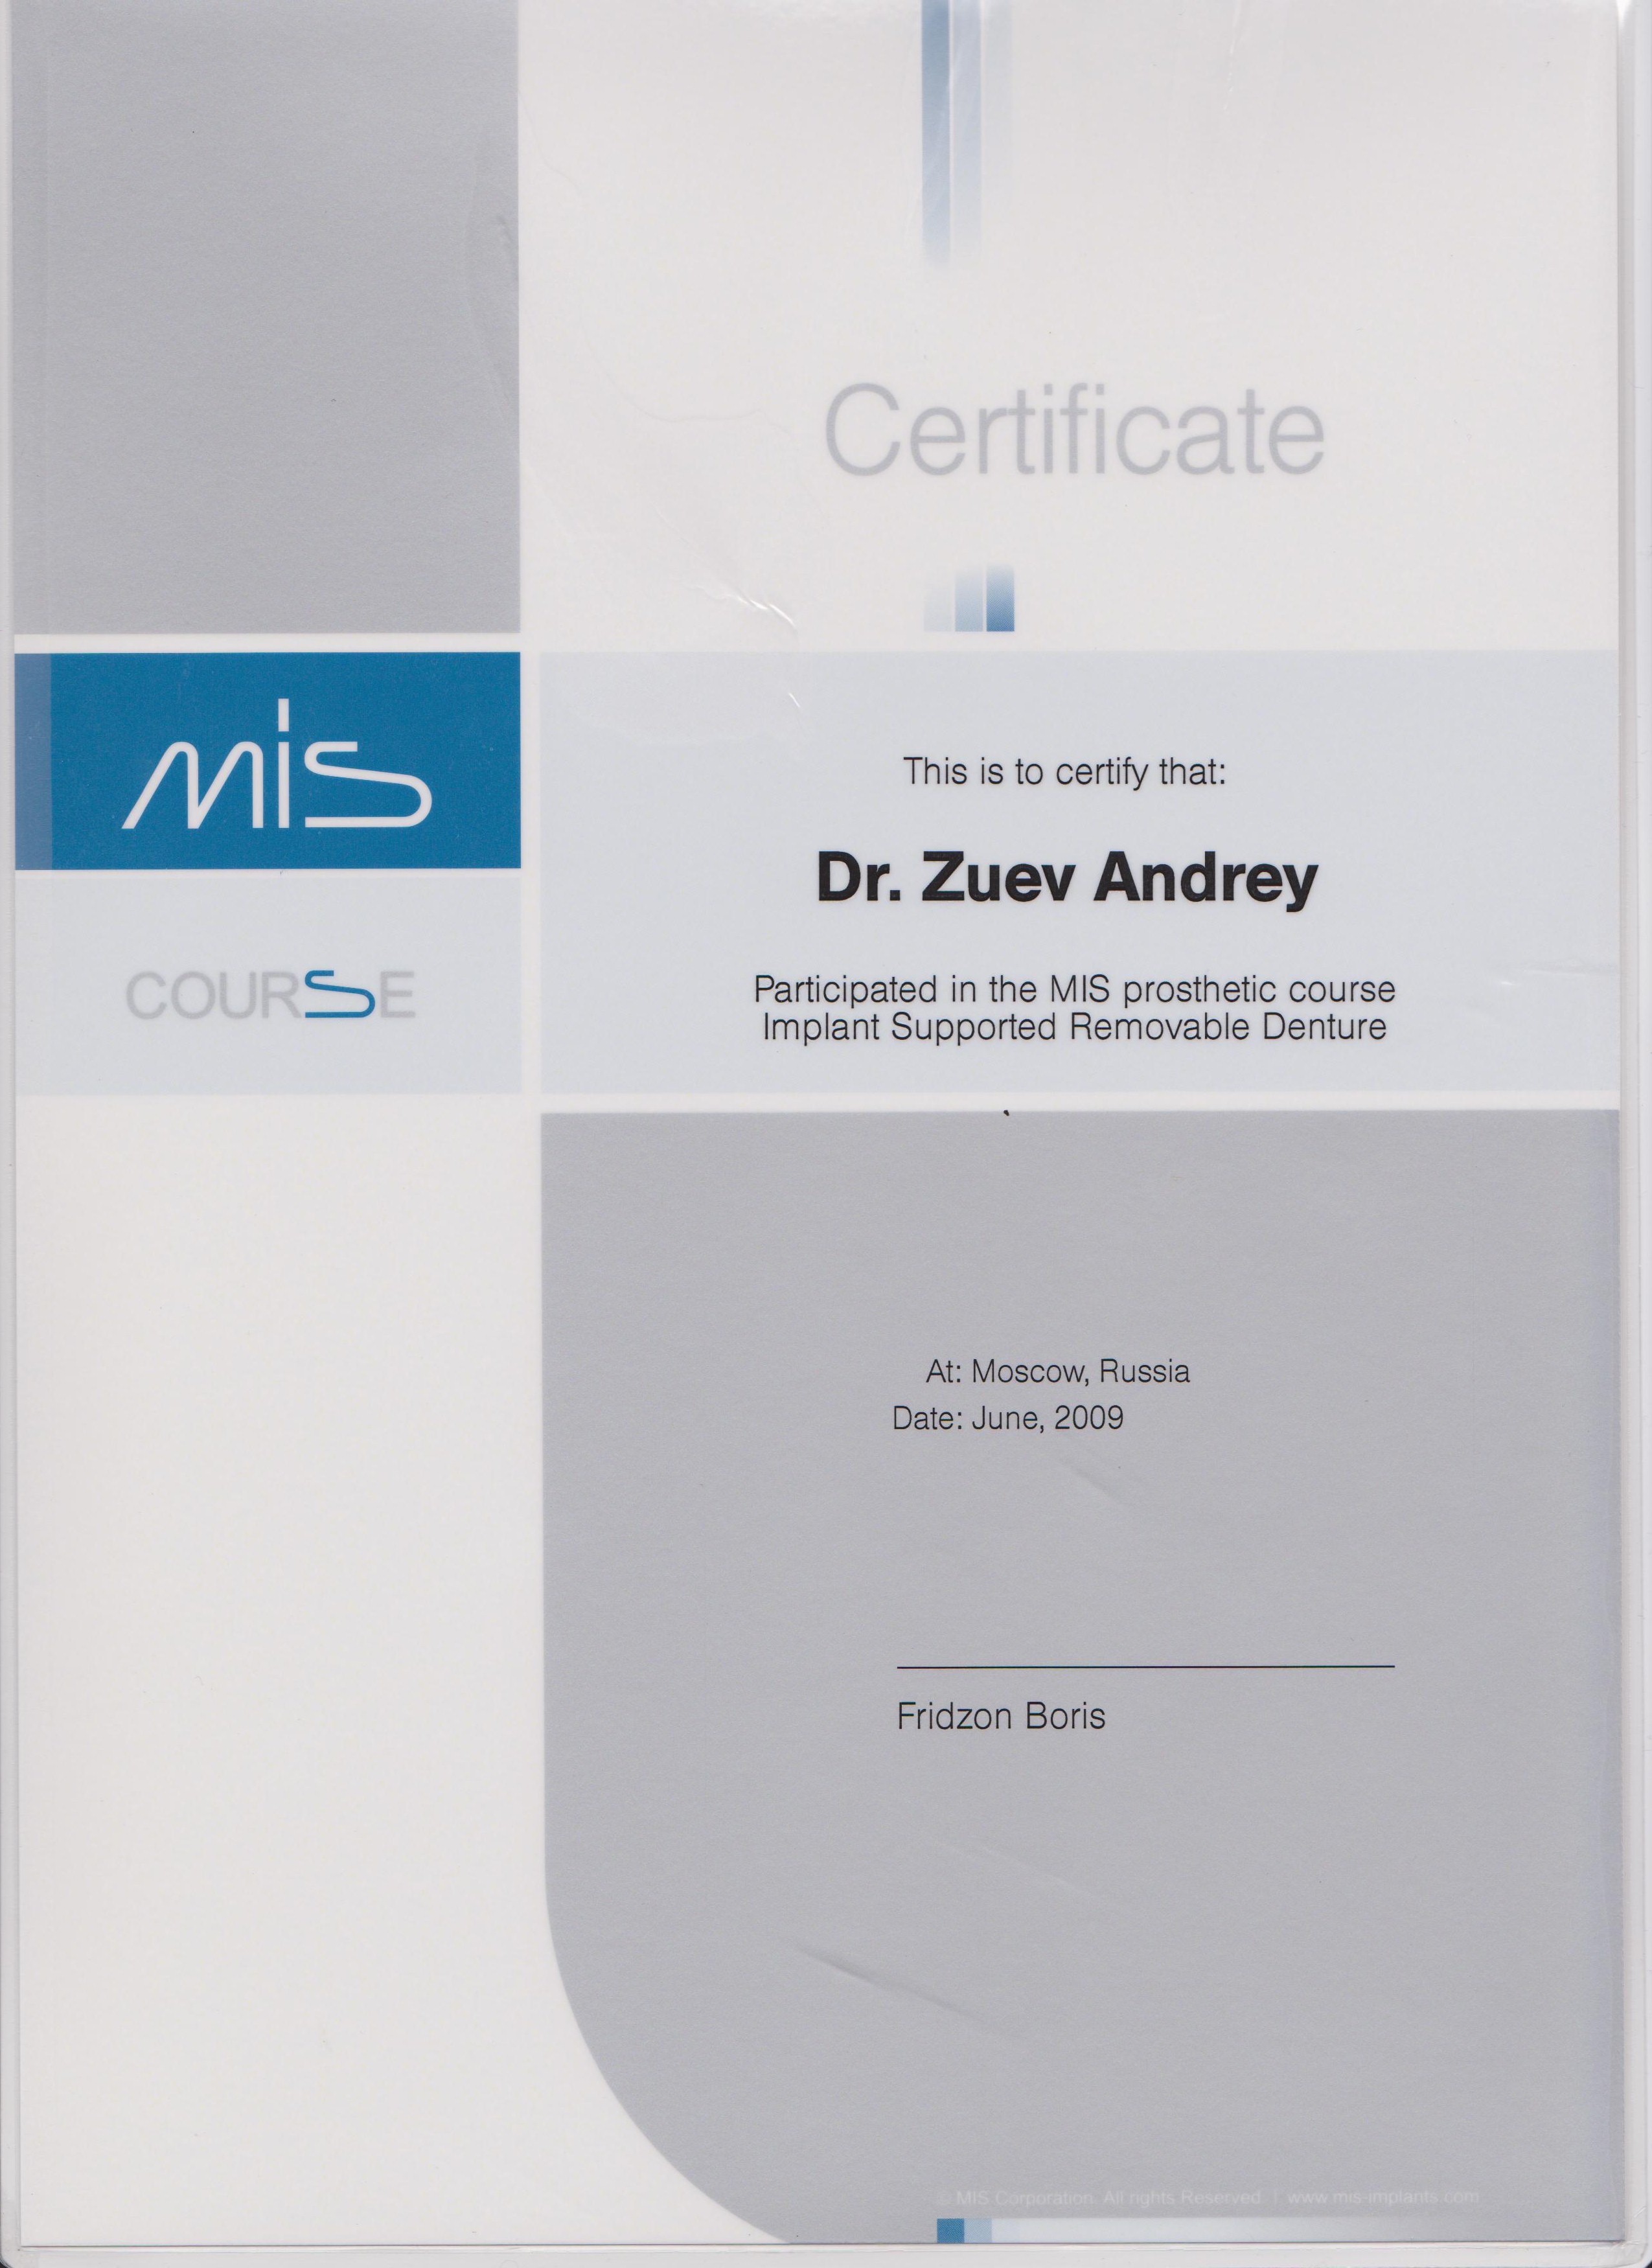 Certificate
mis
COURSE
This is to certify that:
Dr. Zuev Andrey
Participated in the MIS prosthetic course
Implant Supported Removable Denture
At: Moscow, Russia
Date: June, 2009
Fridzon Boris
© MIS Corporation. All rights Reserved. | www.mis-implants.com